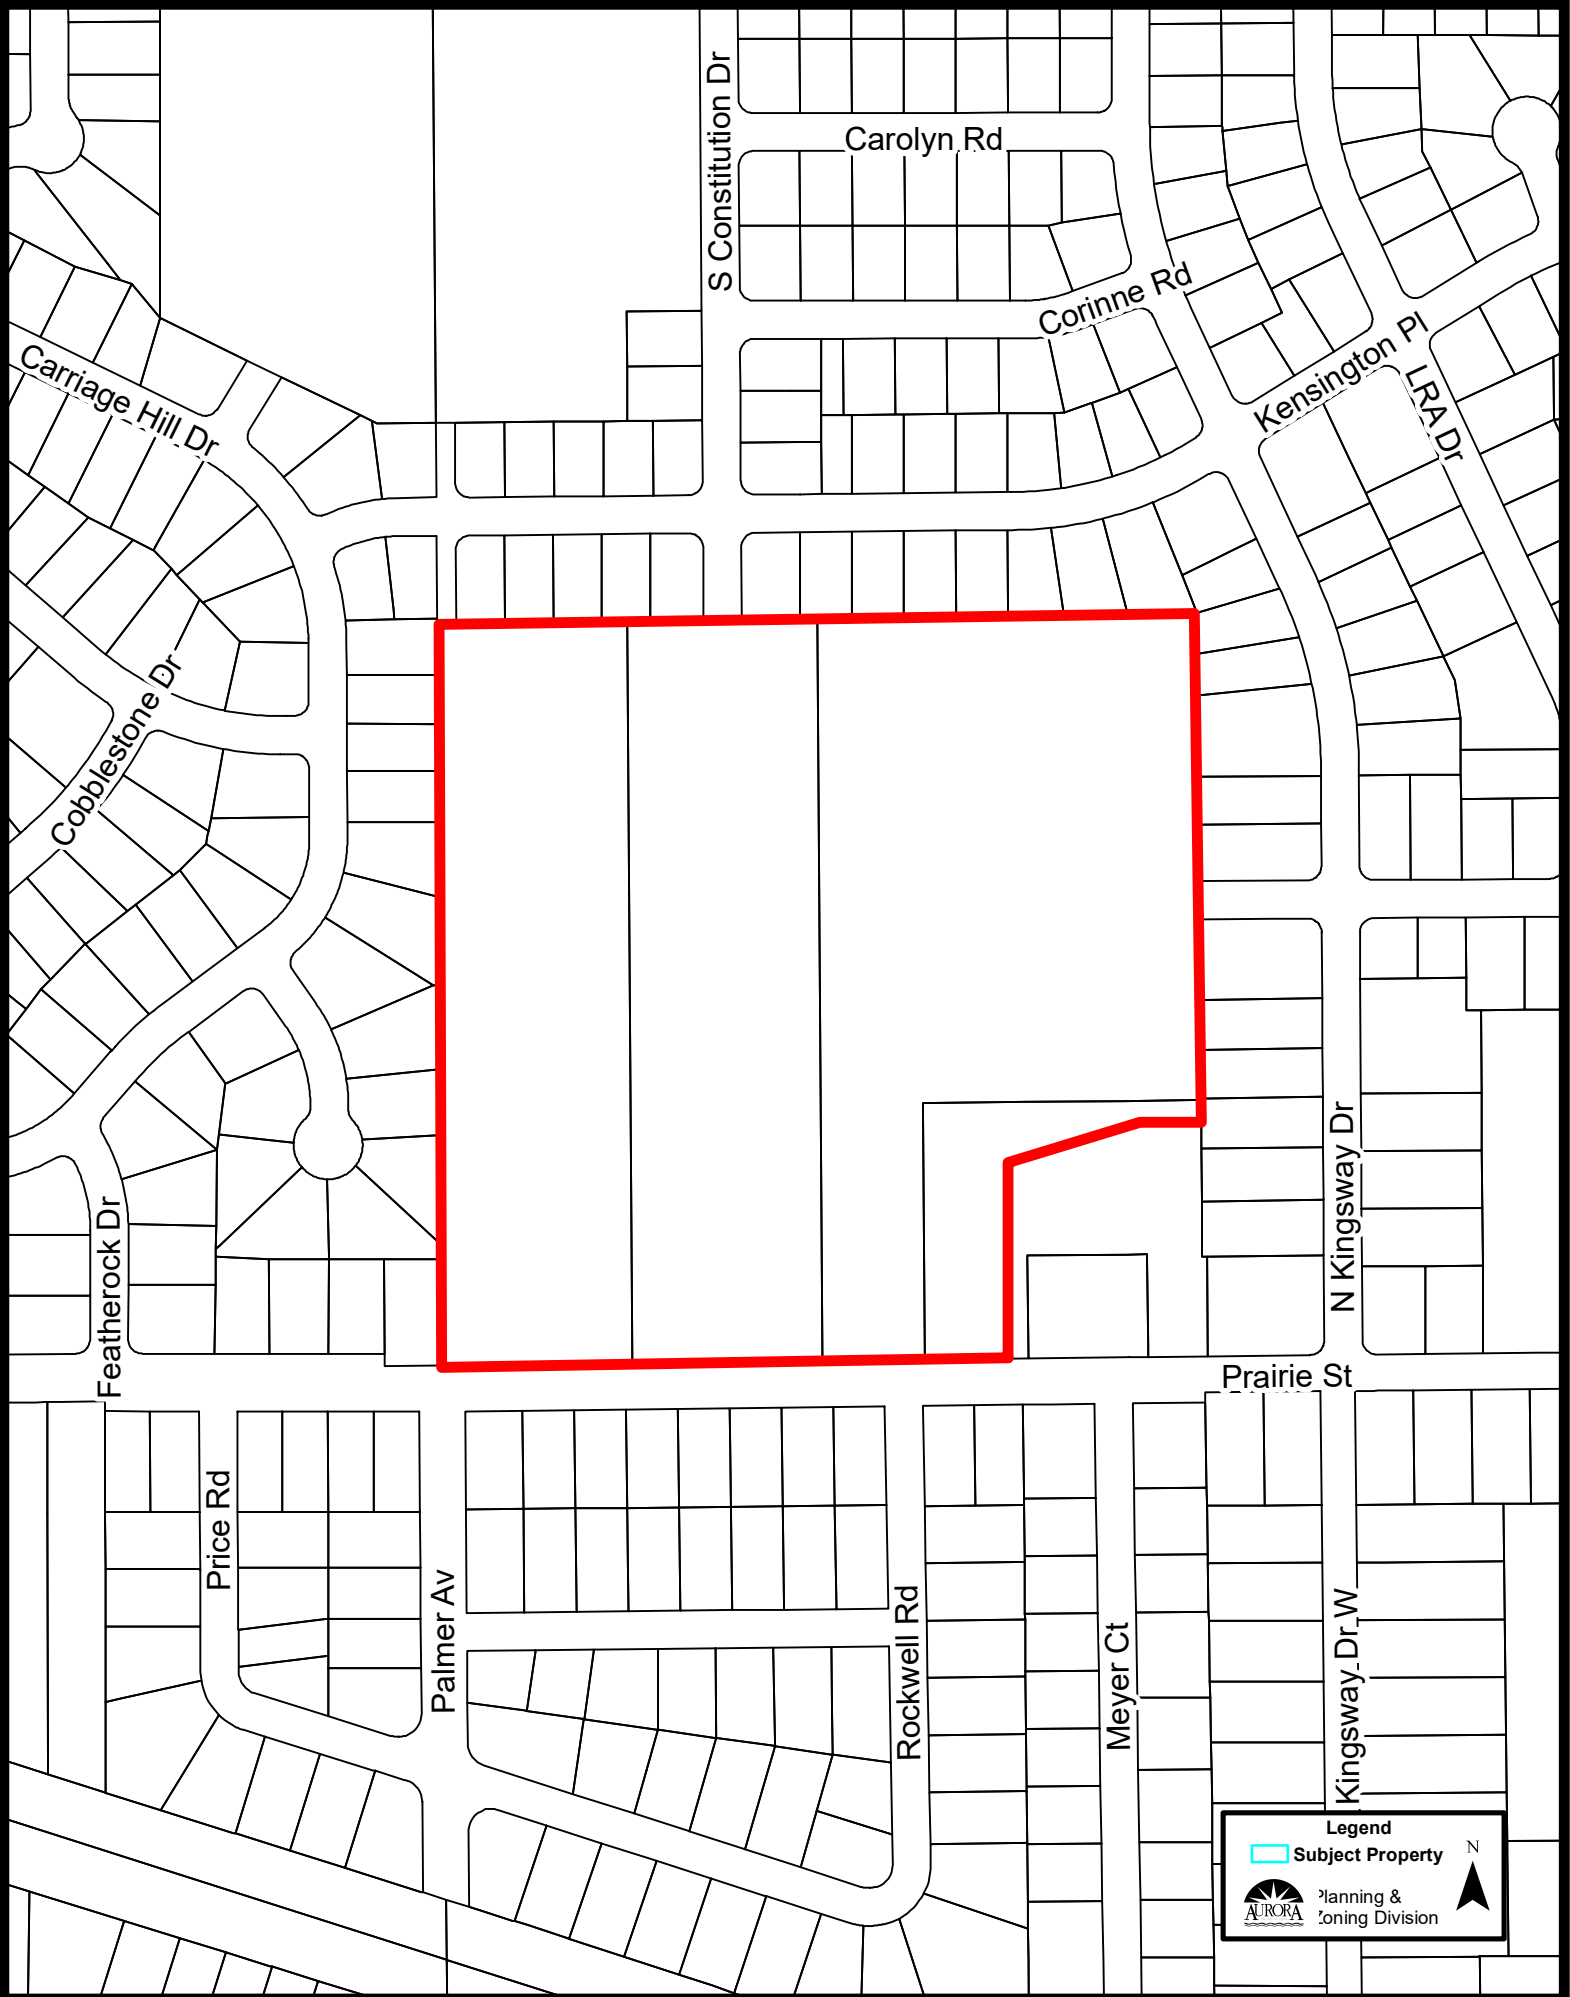 S Constitution Dr
Carolyn Rd
Corinne Rd
Kensington Pl
LRA Dr
Carriage Hill Dr
Cobblestone Dr
Featherock Dr
N Kingsway Dr
Prairie St
Price Rd
Palmer Av
Rockwell Rd
Meyer Ct
Kingsway Dr W
Legend
Subject Property
N
AURORA
Planning &
Zoning Division